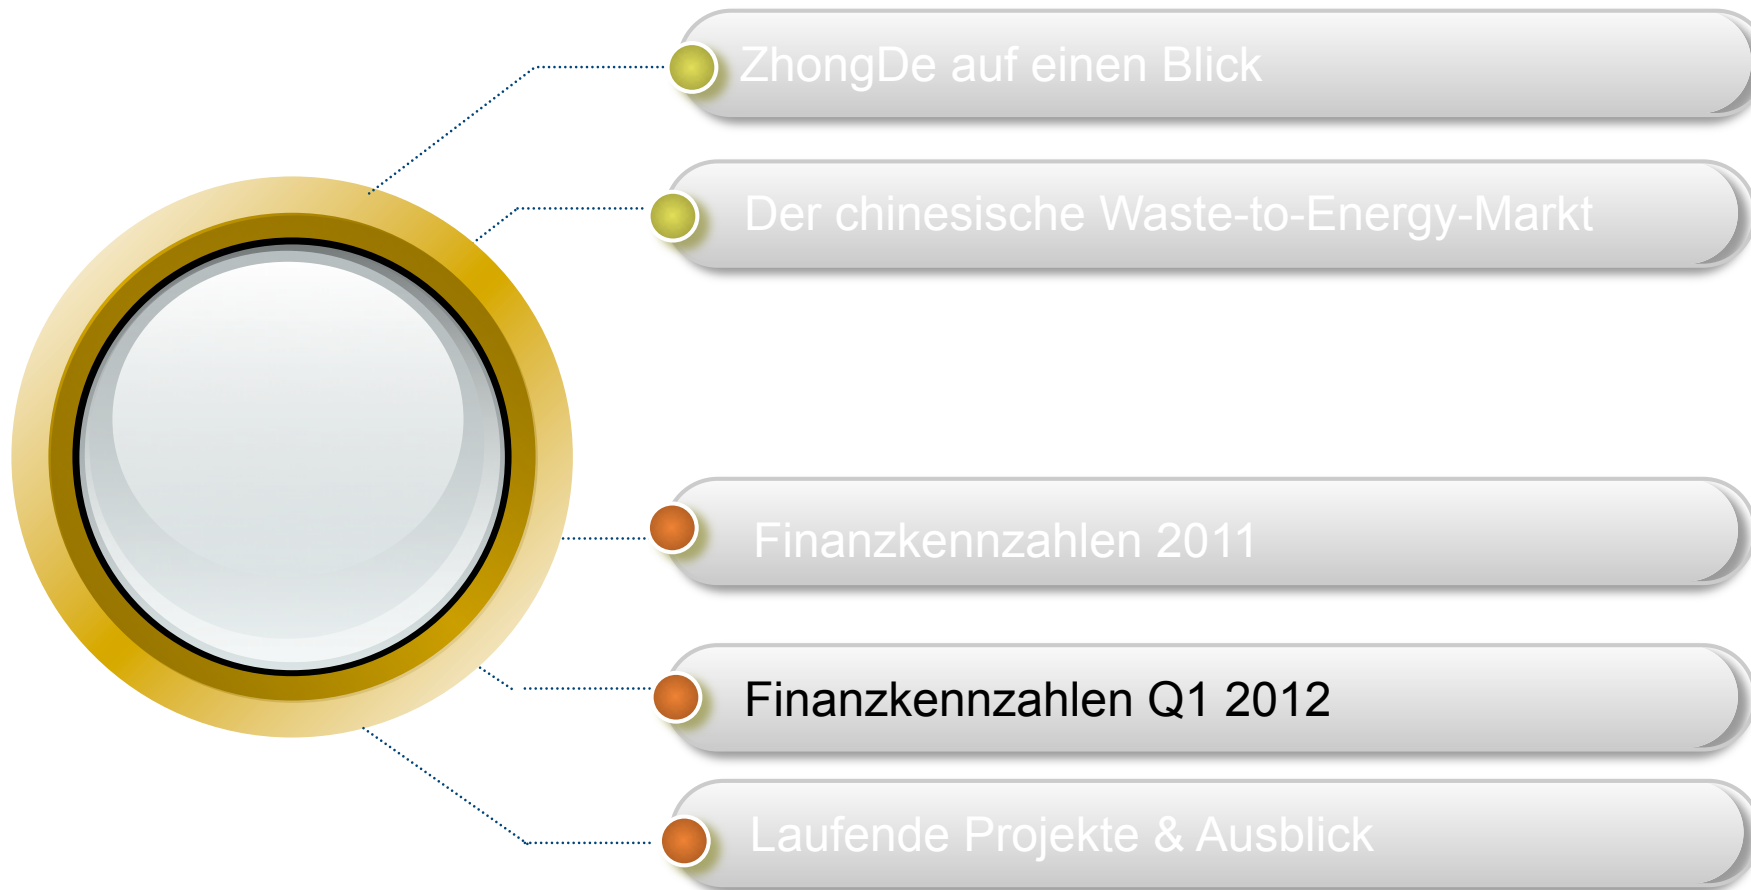 ZhongDe auf einen Blick
Der chinesische Waste-to-Energy-Markt
Finanzkennzahlen 2011
Finanzkennzahlen Q1 2012
Laufende Projekte & Ausblick